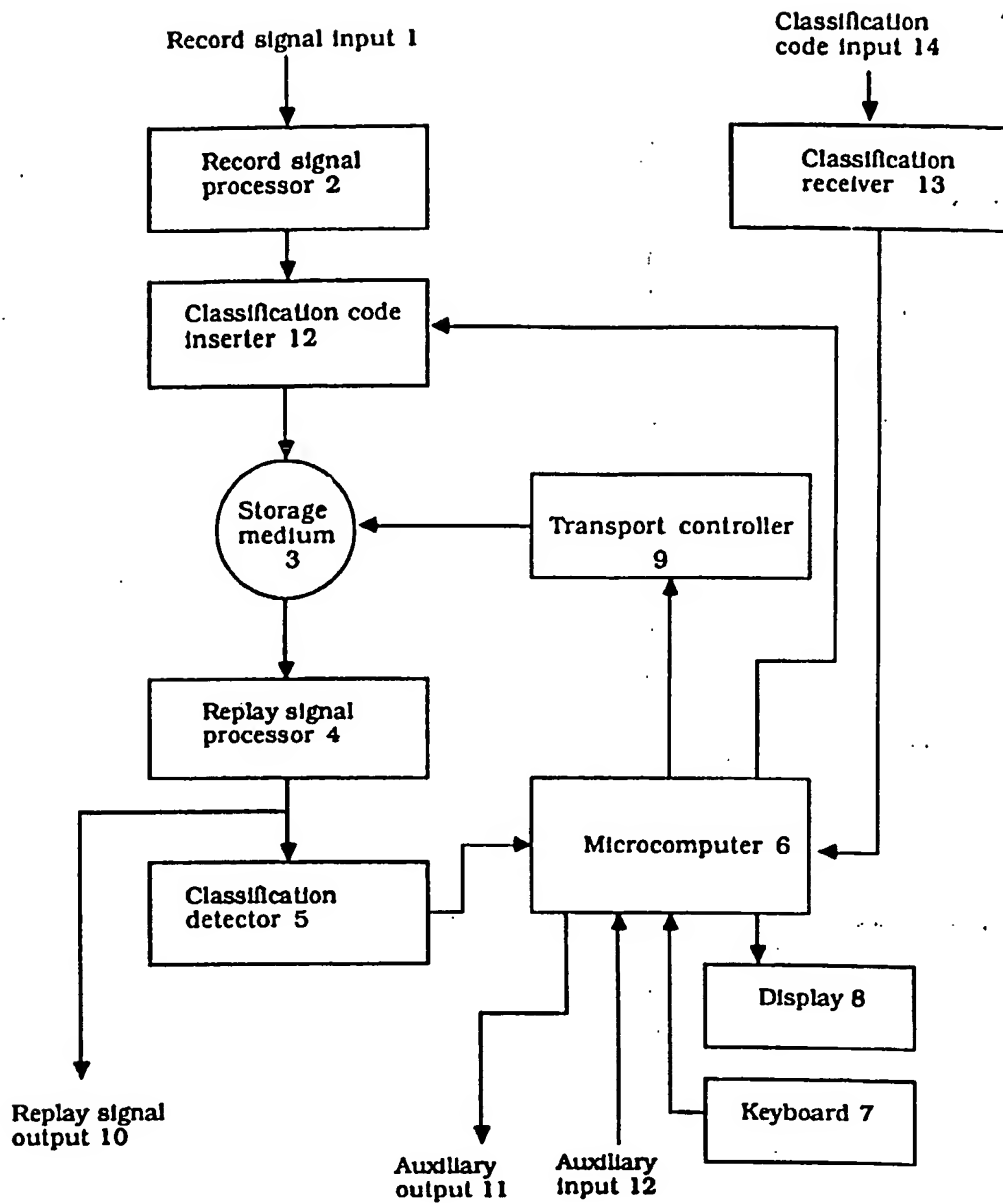 Record signal input 1
Classification
code input 14
Record signal
processor 2
Classification
receiver 13
Classification code
inserter 12
Storage
medium
3
Transport controller
9
Replay signal
processor 4
Microcomputer 6
Classification
detector 5
Display 8
Keyboard 7
Replay signal
output 10
Auxiliary
output 11
Auxiliary
input 12